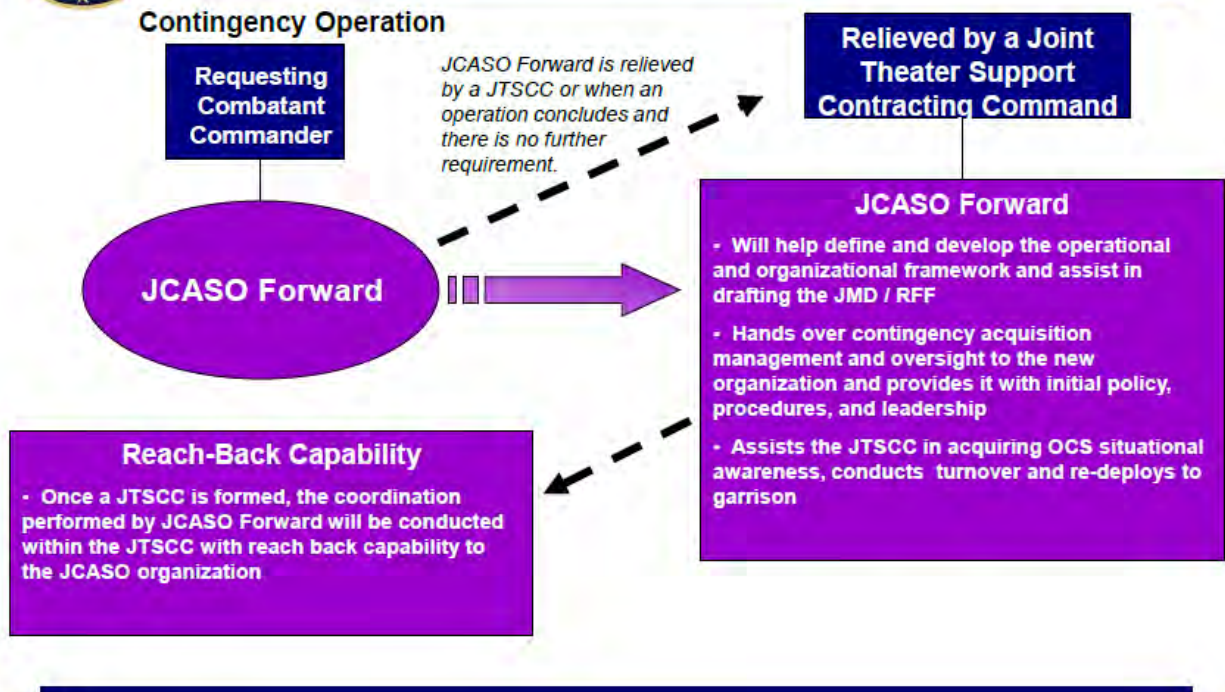 Contingency Operation
Requesting
Combatant
Commander
JCASO Forward is relieved
by a JTSCC or when an
operation concludes and
there is no further
requirement.
Relieved by a Joint
Theater Support
Contracting Command
JCASO Forward
JCASO Forward
- Will help define and develop the operational
and organizational framework and assist in
drafting the JMD / RFF
- Hands over contingency acquisition
management and oversight to the new
organization and provides it with initial policy,
procedures, and leadership
- Assists the JTSCC in acquiring OCS situational
awareness, conducts turnover and re-deploys to
garrison
Reach-Back Capability
- Once a JTSCC is formed, the coordination
performed by JCASO Forward will be conducted
within the JTSCC with reach back capability to
the JCASO organization